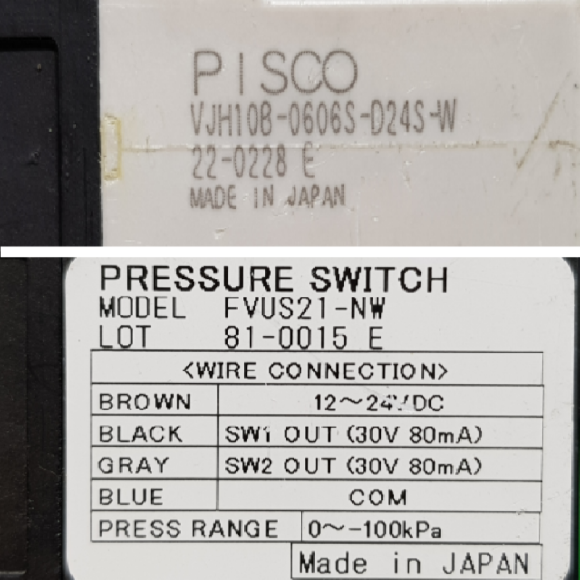 PISCO
VJH10B-0606S-D24S-W
22-0228 E
MADE IN JAPAN
PRESSURE SWITCH
MODEL FVUS21-NW
LOT 81-0015 E
<WIRE CONNECTION>
BROWN 12~24VDC
BLACK SW1 OUT (30V 80mA)
GRAY SW2 OUT (30V 80mA)
BLUE COM
PRESS RANGE 0~-100kPa
Made in JAPAN